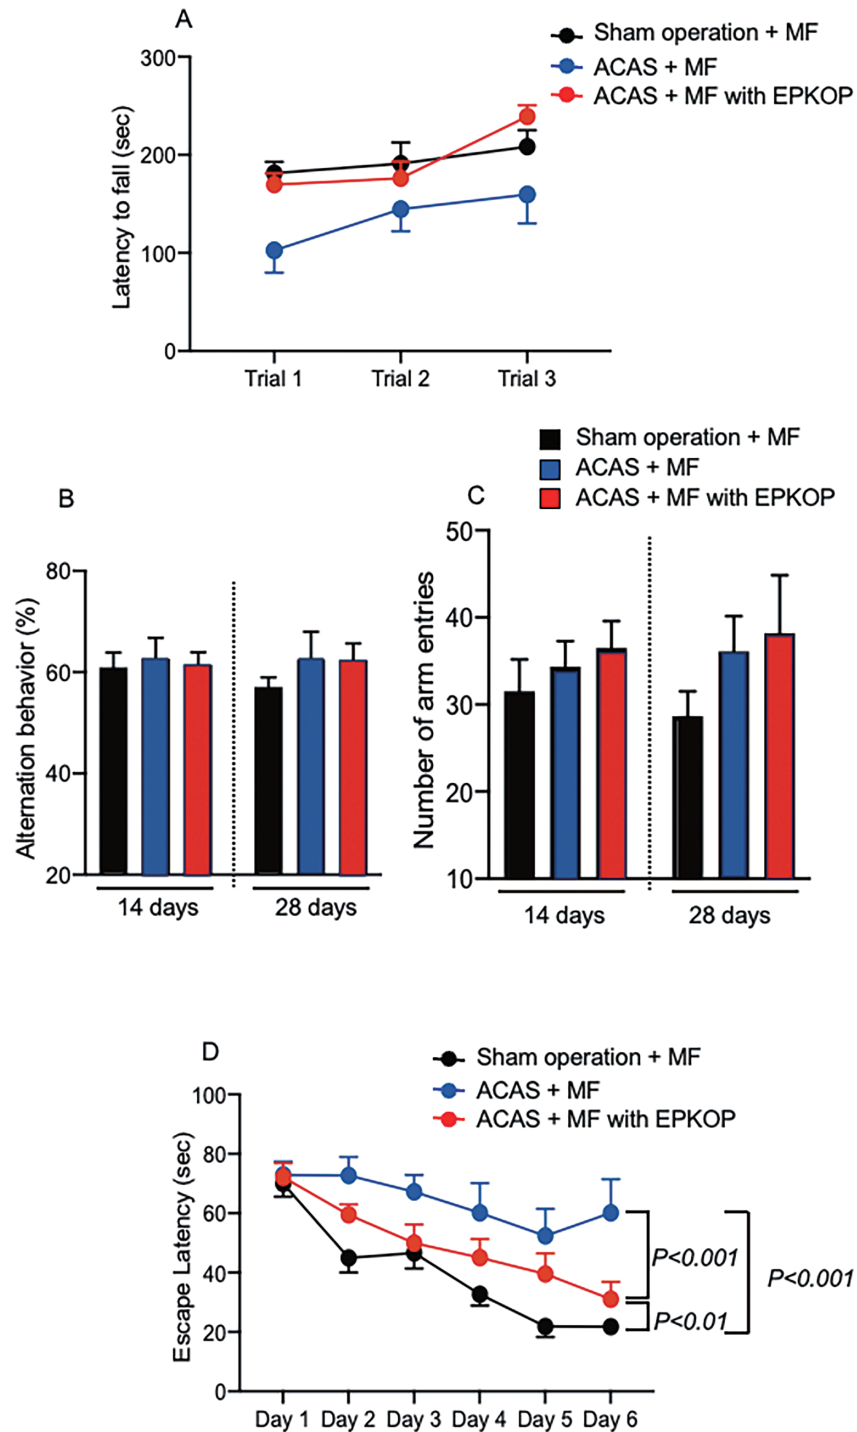 A
Sham operation + MF
ACAS + MF
ACAS + MF with EPKOP
Latency to fall (sec)
300
200
100
0
Trial 1 Trial 2 Trial 3
Sham operation + MF
ACAS + MF
ACAS + MF with EPKOP
B
Alternation behavior (%)
80
60
40
20
14 days 28 days
C
Number of arm entries
50
40
30
20
10
14 days 28 days
D
Sham operation + MF
ACAS + MF
ACAS + MF with EPKOP
Escape Latency (sec)
100
80
60
40
20
0
P<0.001
P<0.001
P<0.01
Day 1 Day 2 Day 3 Day 4 Day 5 Day 6